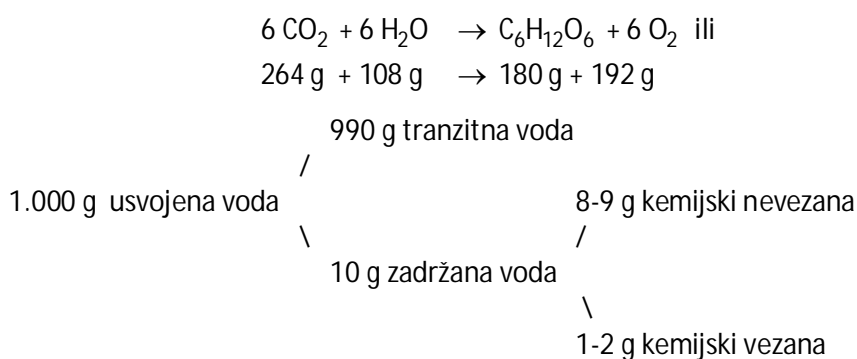 6 CO₂ + 6 H₂O → C₆H₁₂O₆ + 6 O₂ ili
264 g + 108 g → 180 g + 192 g
990 g tranzitna voda
/
1.000 g usvojena voda 8-9 g kemijski nevezana
\ /
10 g zadržana voda
\
1-2 g kemijski vezana